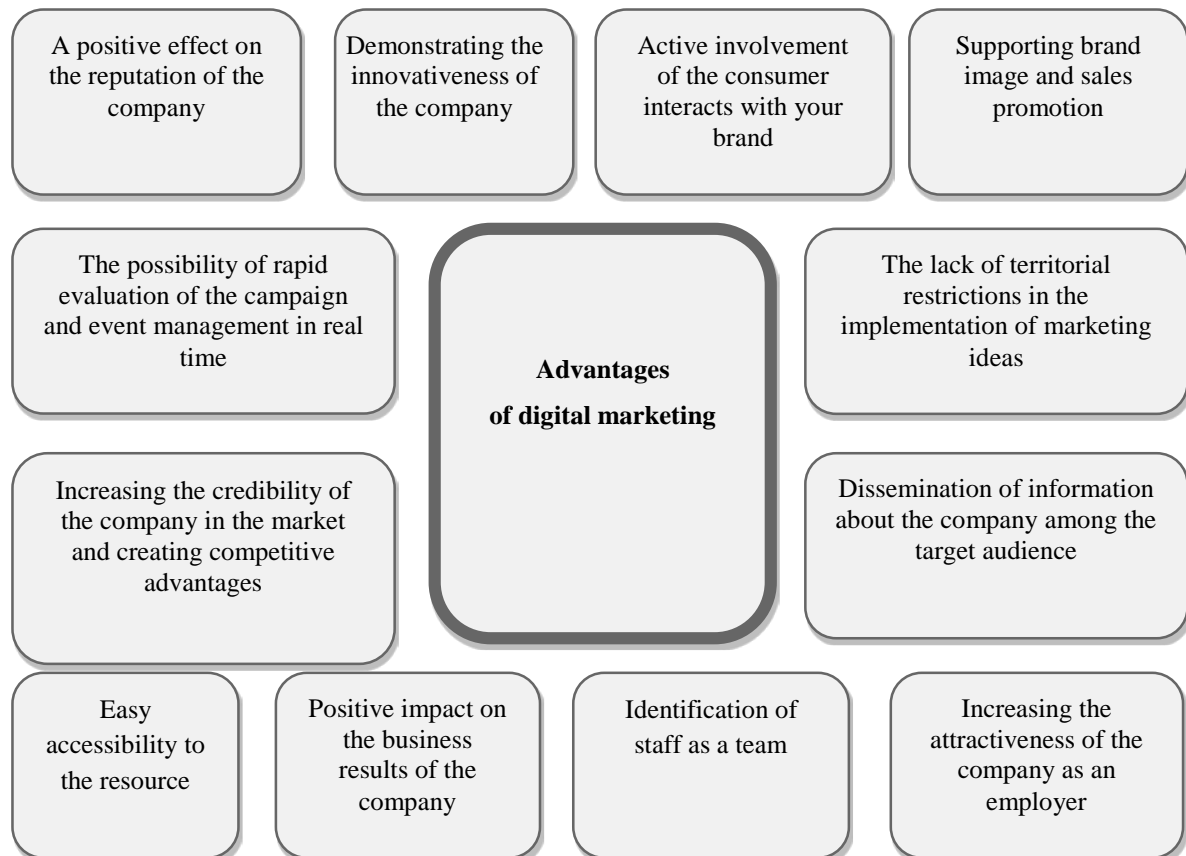 A positive effect on
the reputation of the
company
Demonstrating the
innovativeness of
the company
Active involvement
of the consumer
interacts with your
brand
Supporting brand
image and sales
promotion
The possibility of rapid
evaluation of the campaign
and event management in real
time
Advantages
of digital marketing
The lack of territorial
restrictions in the
implementation of marketing
ideas
Increasing the credibility of
the company in the market
and creating competitive
advantages
Dissemination of information
about the company among the
target audience
Easy
accessibility to
the resource
Positive impact on
the business
results of the
company
Identification of
staff as a team
Increasing the
attractiveness of the
company as an
employer